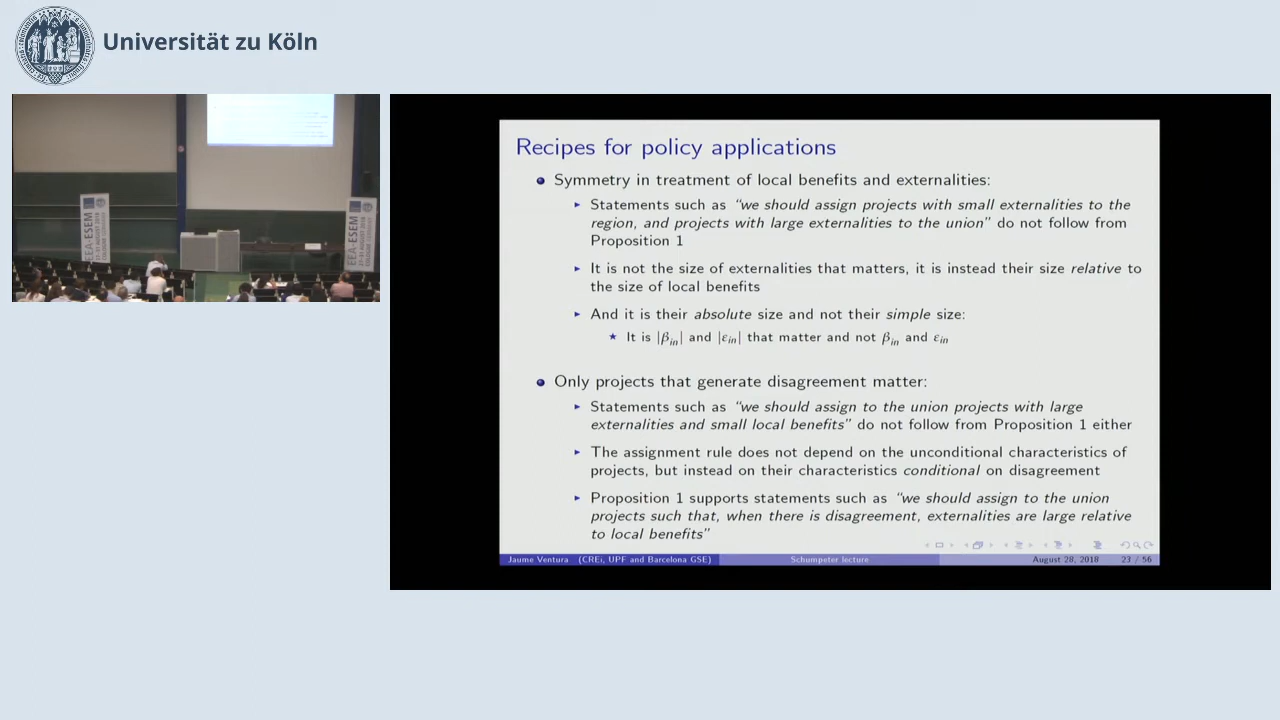 Universität zu Köln
EEA-ESEM
EEA-ESEM
Recipes for policy applications
Symmetry in treatment of local benefits and externalities:
Statements such as “we should assign projects with small externalities to the
region, and projects with large externalities to the union” do not follow from
Proposition 1
It is not the size of externalities that matters, it is instead their size relative to
the size of local benefits
And it is their absolute size and not their simple size:
It is |β_in| and |ε_in| that matter and not β_in and ε_in
Only projects that generate disagreement matter:
Statements such as “we should assign to the union projects with large
externalities and small local benefits” do not follow from Proposition 1 either
The assignment rule does not depend on the unconditional characteristics of
projects, but instead on their characteristics conditional on disagreement
Proposition 1 supports statements such as “we should assign to the union
projects such that, when there is disagreement, externalities are large relative
to local benefits”
Jaume Ventura (CREi, UPF and Barcelona GSE) Schumpeter lecture August 28, 2018 23 / 56